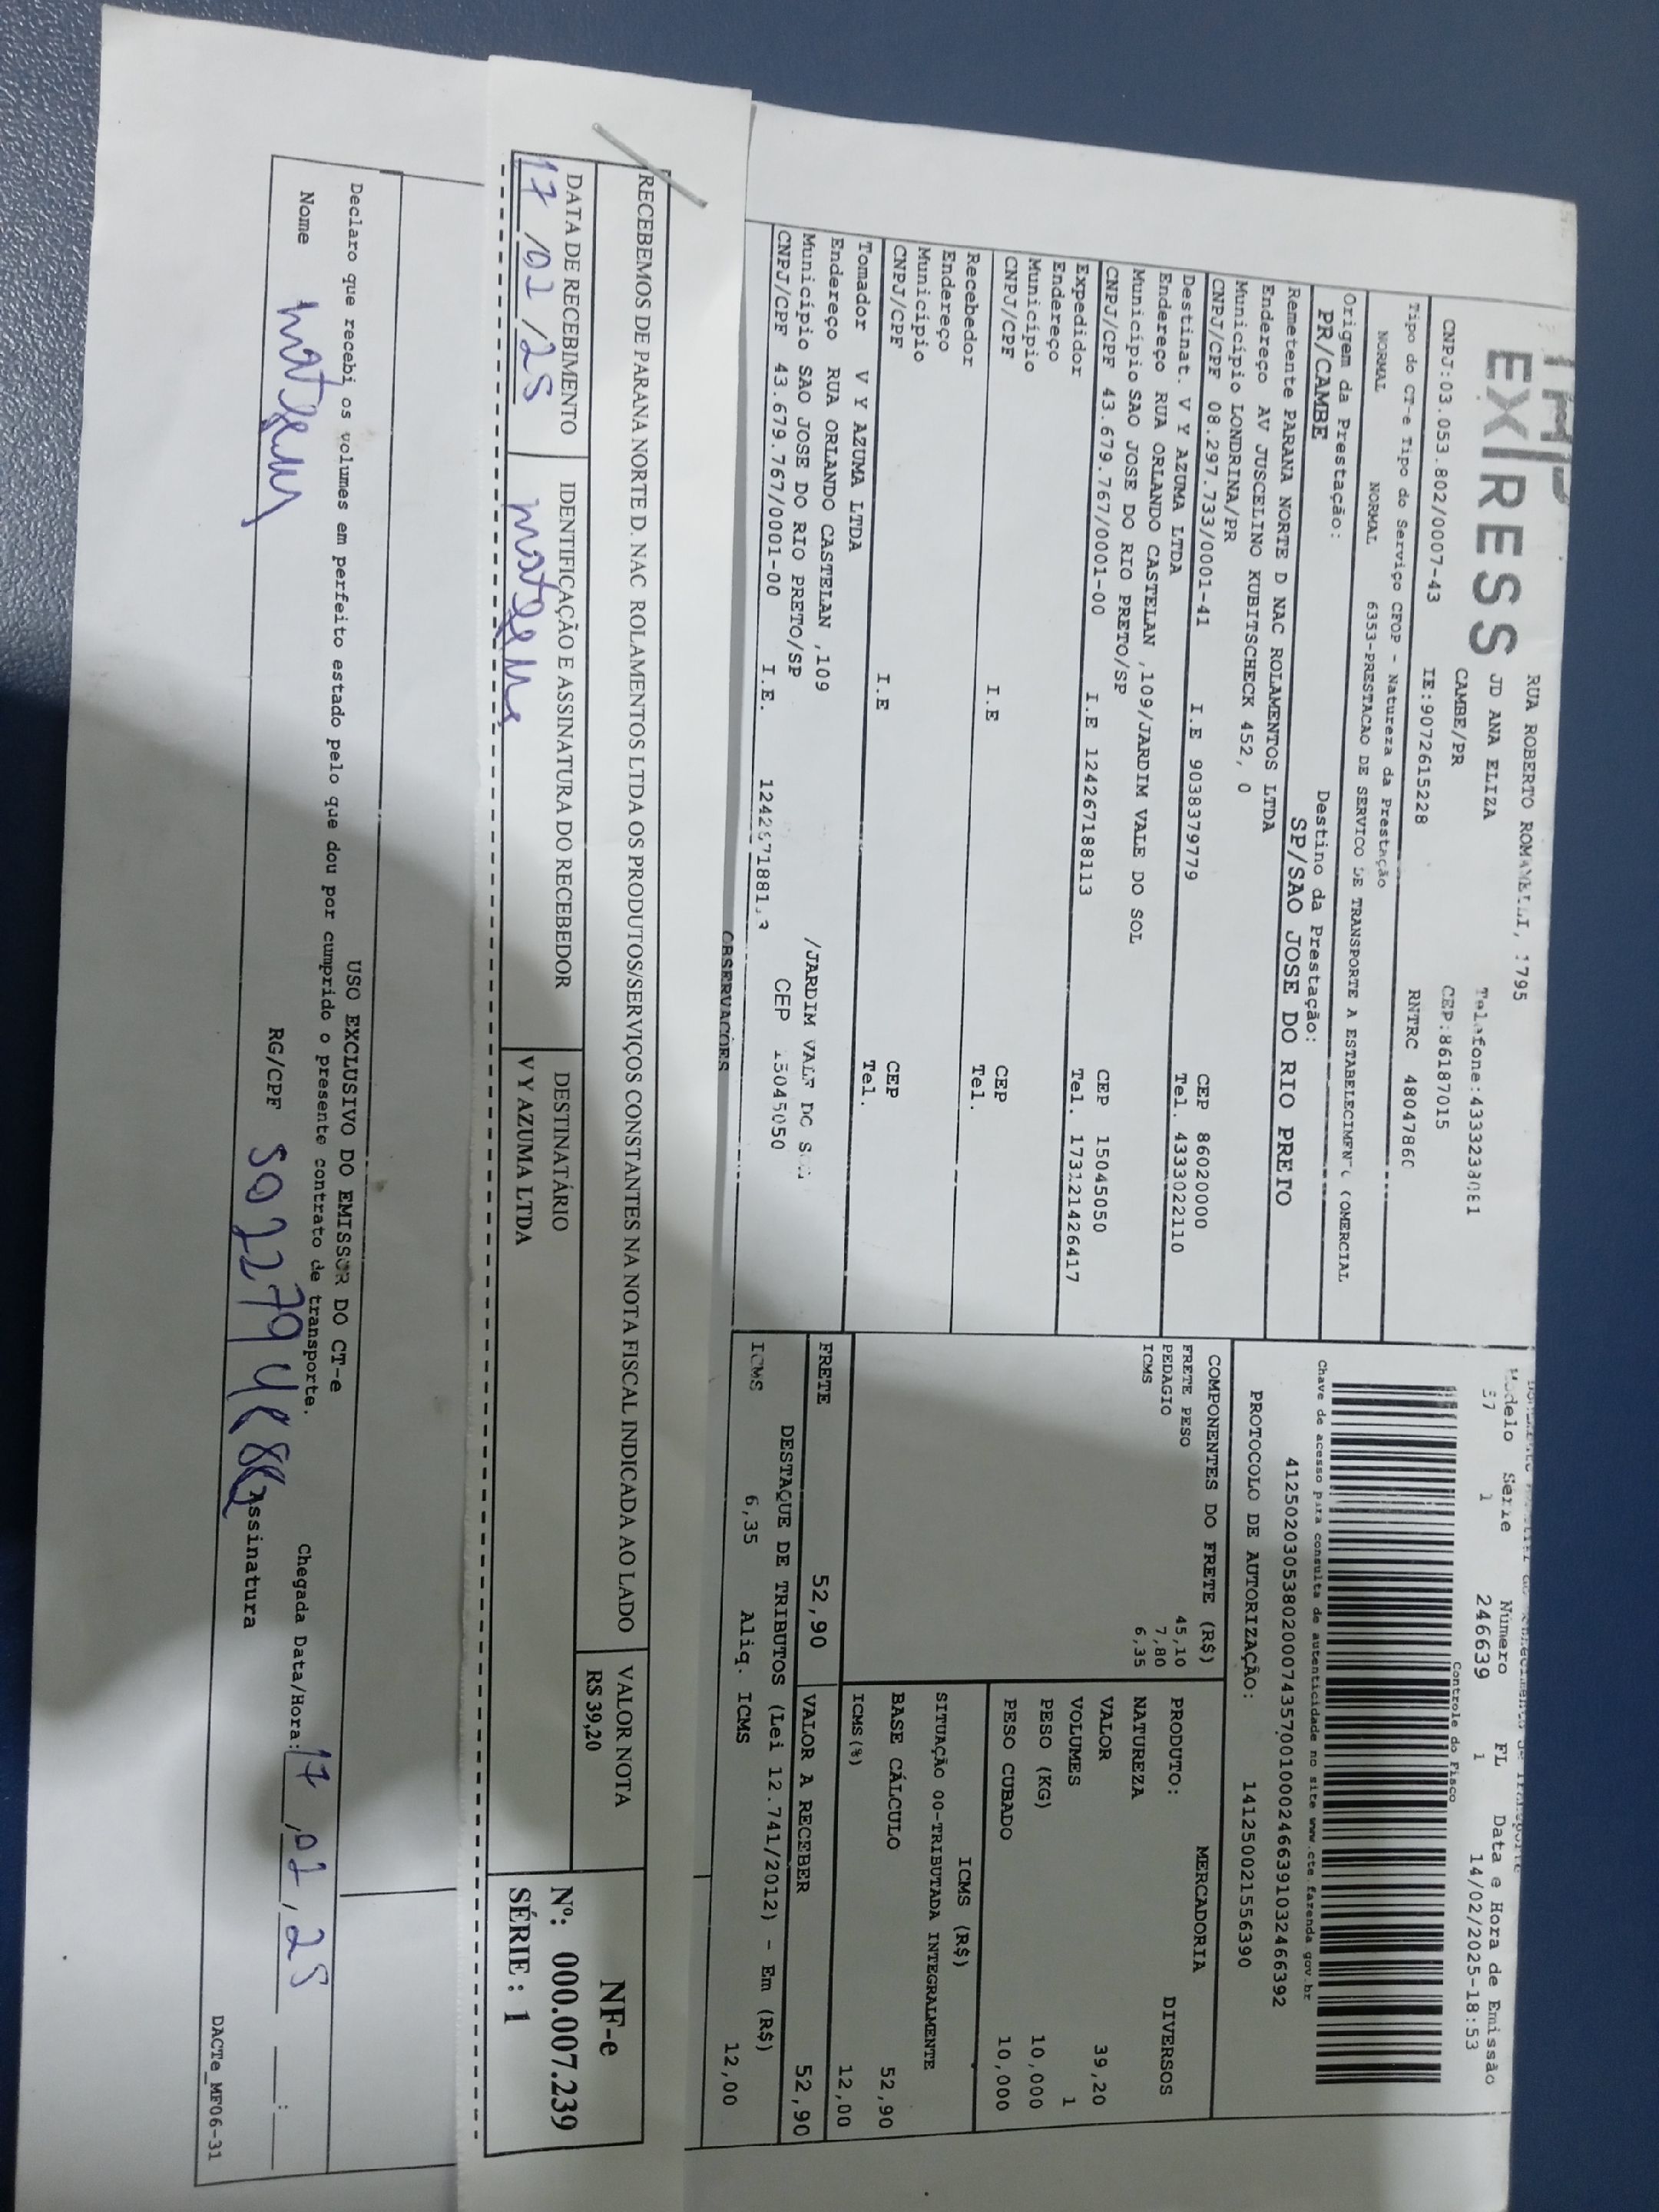 EXPRESS
RUA ROBERTO ROMANELLI, 1795
JD ANA ELIZA
Telefone:4333233081
CAMBE/PR
CEP:86187015
CNPJ:03.053.802/0007-43 IE:9072615228 RNTRC 48047860
Modelo Série Número FL Data e Hora de Emissão
57 1 246639 1 14/02/2025-18:53
Controle do Fisco
Tipo do CT-e Tipo do Serviço CFOP - Natureza da Prestação
NORMAL NORMAL 6353-PRESTACAO DE SERVICO DE TRANSPORTE A ESTABELECIMENTO COMERCIAL
Chave de acesso para consulta de autenticidade no site www.cte.fazenda.gov.br
41250203053802000743570010002466391032466392
PROTOCOLO DE AUTORIZAÇÃO: 141250021556390
Origem da Prestação: Destino da Prestação:
PR/CAMBE SP/SAO JOSE DO RIO PRETO
Remetente PARANA NORTE D NAC ROLAMENTOS LTDA
Endereço AV JUSCELINO KUBITSCHECK 452, 0
Município LONDRINA/PR CEP 86020000
CNPJ/CPF 08.297.733/0001-41 I.E 9038379779 Tel. 4333022110
Destinat. V Y AZUMA LTDA
Endereço RUA ORLANDO CASTELAN ,109/JARDIM VALE DO SOL
Município SAO JOSE DO RIO PRETO/SP CEP 15045050
CNPJ/CPF 43.679.767/0001-00 I.E 124267188113 Tel. 173121426417
Expedidor
Endereço
Município CEP
CNPJ/CPF I.E Tel.
Recebedor
Endereço
Município CEP
CNPJ/CPF I.E Tel.
Tomador V Y AZUMA LTDA
Endereço RUA ORLANDO CASTELAN ,109 /JARDIM VALE DO SOL
Município SAO JOSE DO RIO PRETO/SP CEP 15045050
CNPJ/CPF 43.679.767/0001-00 I.E. 124267188113
OBSERVAÇÕES
COMPONENTES DO FRETE (R$)
FRETE PESO 45,10
PEDAGIO 7,80
ICMS 6,35
MERCADORIA
PRODUTO: DIVERSOS
NATUREZA
VALOR 39,20
VOLUMES 1
PESO (KG) 10,000
PESO CUBADO 10,000
ICMS (R$)
SITUAÇÃO 00-TRIBUTADA INTEGRALMENTE
BASE CÁLCULO 52,90
ICMS(%) 12,00
FRETE 52,90 VALOR A RECEBER 52,90
DESTAQUE DE TRIBUTOS (Lei 12.741/2012) - Em (R$)
ICMS 6,35 Aliq. ICMS 12,00
RECEBEMOS DE PARANA NORTE D. NAC ROLAMENTOS LTDA OS PRODUTOS/SERVIÇOS CONSTANTES NA NOTA FISCAL INDICADA AO LADO
VALOR NOTA
R$ 39,20
NF-e
Nº: 000.007.239
SÉRIE : 1
DATA DE RECEBIMENTO IDENTIFICAÇÃO E ASSINATURA DO RECEBEDOR DESTINATÁRIO
17/02/25 Matheus V Y AZUMA LTDA
USO EXCLUSIVO DO EMISSOR DO CT-e
Declaro que recebi os volumes em perfeito estado pelo que dou por cumprido o presente contrato de transporte.
Nome Matheus RG/CPF Assinatura
Chegada Data/Hora: 17/02/25 :
DACTe_MF06-31